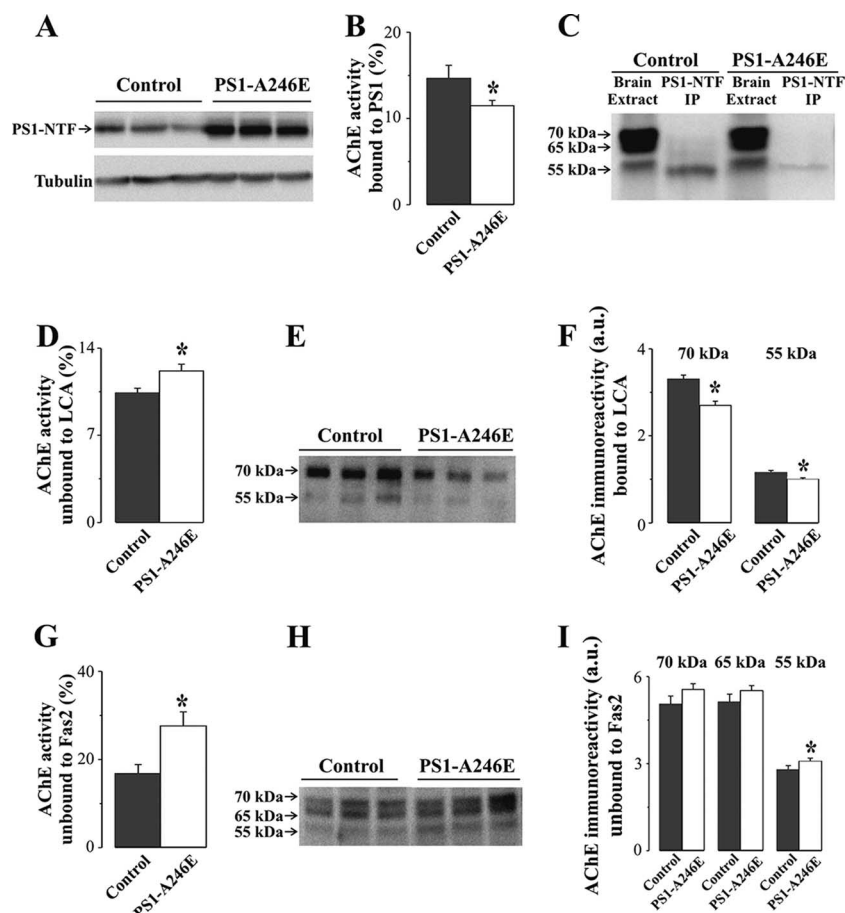 A
Control PS1-A246E
PS1-NTF→
Tubulin
B
AChE activity
bound to PS1 (%)
20
10
0
*
Control
PS1-A246E
C
Control PS1-A246E
Brain Extract PS1-NTF IP Brain Extract PS1-NTF IP
70 kDa→
65 kDa→
55 kDa→
D
AChE activity
unbound to LCA (%)
14
7
0
*
Control
PS1-A246E
E
Control PS1-A246E
70 kDa→
55 kDa→
F
AChE immunoreactivity (a.u.)
bound to LCA
4
2
0
70 kDa 55 kDa
* *
Control
PS1-A246E
Control
PS1-A246E
G
AChE activity
unbound to Fas2 (%)
40
20
0
*
Control
PS1-A246E
H
Control PS1-A246E
70 kDa→
65 kDa→
55 kDa→
I
AChE immunoreactivity (a.u.)
unbound to Fas2
6
3
0
70 kDa 65 kDa 55 kDa
*
Control
PS1-A246E
Control
PS1-A246E
Control
PS1-A246E